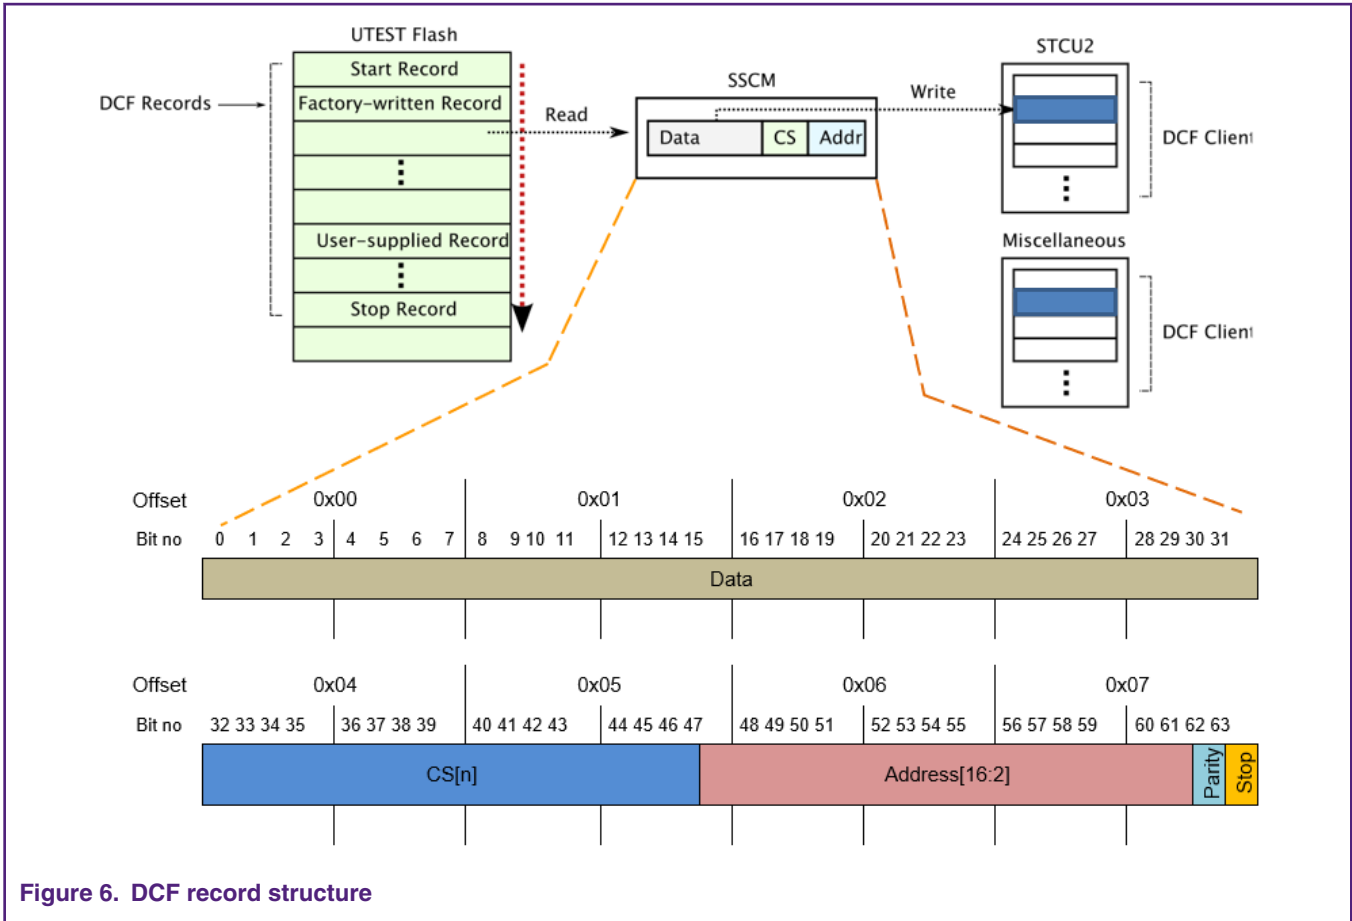 UTEST Flash
Start Record
DCF Records
Factory-written Record
Read
User-supplied Record
Stop Record
SSCM
Data CS Addr
Write
STCU2
DCF Client
Miscellaneous
DCF Client
Offset 0x00 0x01 0x02 0x03
Bit no 0 1 2 3 4 5 6 7 8 9 10 11 12 13 14 15 16 17 18 19 20 21 22 23 24 25 26 27 28 29 30 31
Data
Offset 0x04 0x05 0x06 0x07
Bit no 32 33 34 35 36 37 38 39 40 41 42 43 44 45 46 47 48 49 50 51 52 53 54 55 56 57 58 59 60 61 62 63
CS[n] Address[16:2] Parity Stop
Figure 6. DCF record structure